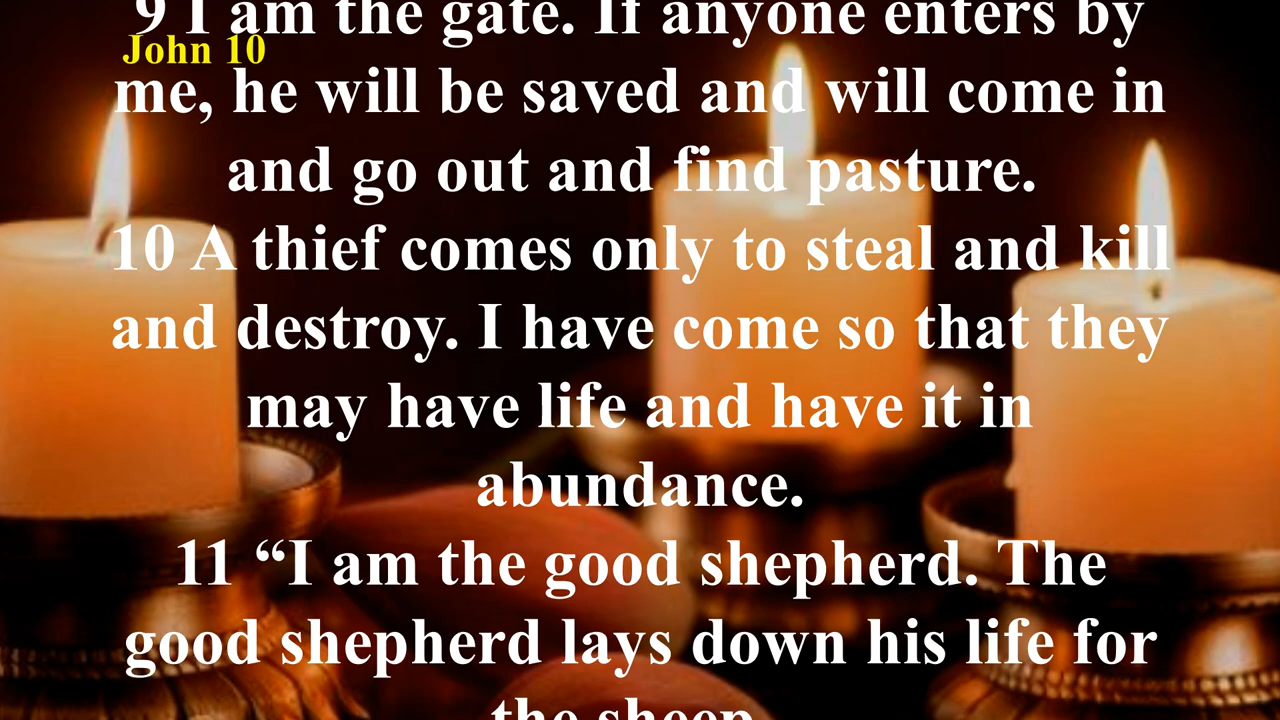 9 I am the gate. If anyone enters by
John 10
me, he will be saved and will come in
and go out and find pasture.
10 A thief comes only to steal and kill
and destroy. I have come so that they
may have life and have it in
abundance.
11 “I am the good shepherd. The
good shepherd lays down his life for
the sheep.